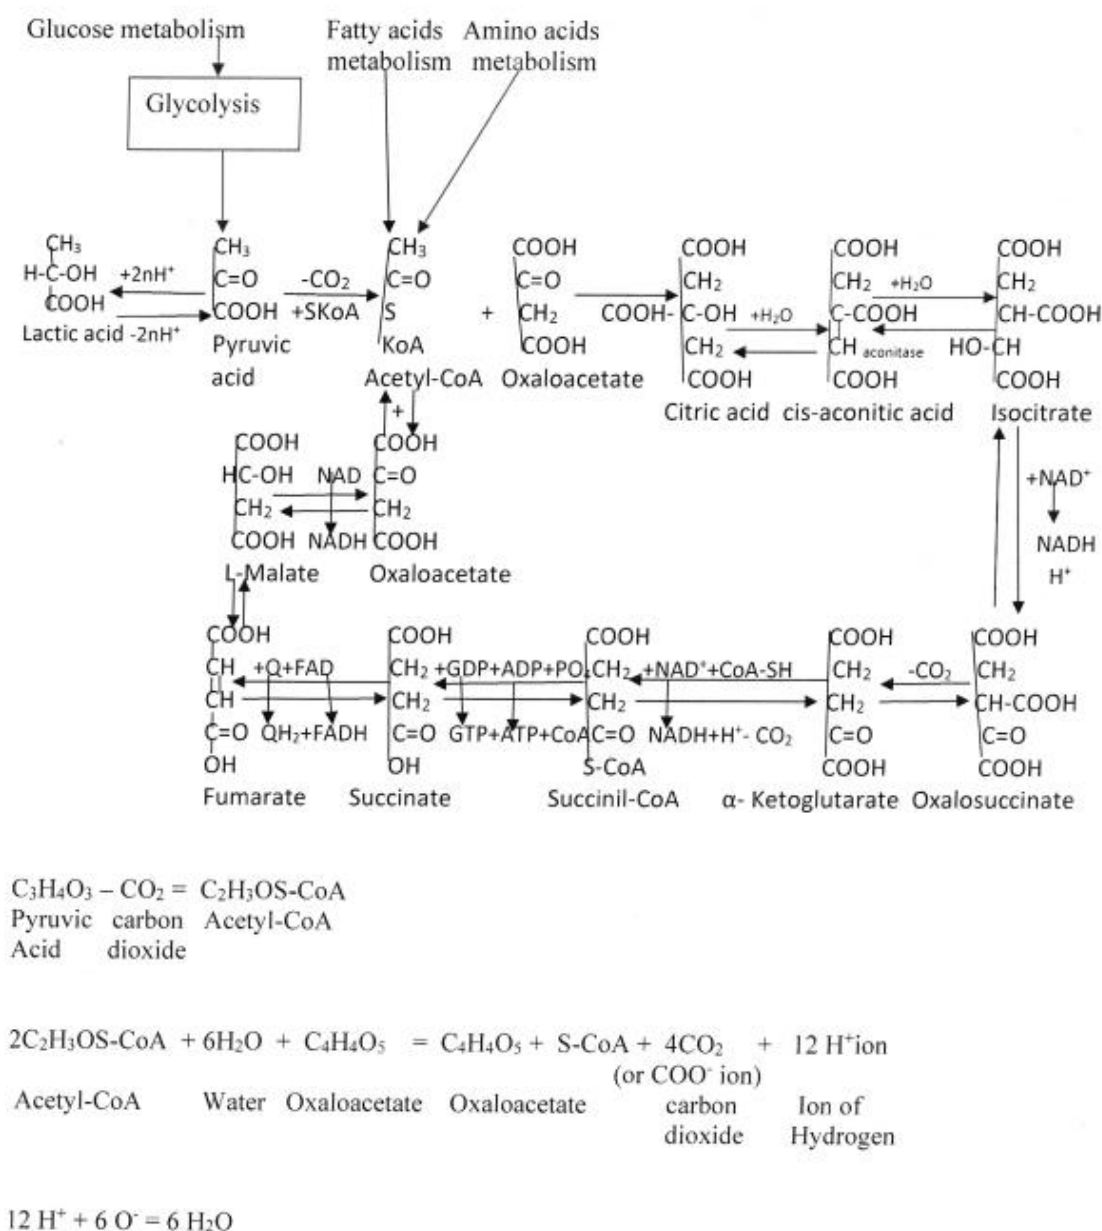 Glucose metabolism Fatty acids Amino acids
metabolism metabolism
Glycolysis
CH₃ CH₃ CH₃ COOH COOH COOH COOH
H-C-OH +2nH⁺ C=O -CO₂ C=O C=O CH₂ CH₂ +H₂O CH₂
COOH COOH +SKoA S + CH₂ COOH- C-OH +H₂O C-COOH CH-COOH
Lactic acid -2nH⁺ Pyruvic KoA COOH CH₂ CH aconitase HO-CH
acid Acetyl-CoA Oxaloacetate COOH COOH COOH
Citric acid cis-aconitic acid Isocitrate
+
COOH COOH
HC-OH NAD C=O +NAD⁺
CH₂ CH₂
COOH NADH COOH NADH
L-Malate Oxaloacetate H⁺
COOH COOH COOH COOH COOH
CH +Q+FAD CH₂ +GDP+ADP+PO₄ CH₂ +NAD⁺+CoA-SH CH₂ -CO₂ CH₂
CH CH₂ CH₂ CH₂ CH-COOH
C=O QH₂+FADH C=O GTP+ATP+CoA C=O NADH+H⁺- CO₂ C=O C=O
OH OH S-CoA COOH COOH
Fumarate Succinate Succinil-CoA α- Ketoglutarate Oxalosuccinate
C₃H₄O₃ – CO₂ = C₂H₃OS-CoA
Pyruvic carbon Acetyl-CoA
Acid dioxide
2C₂H₃OS-CoA + 6H₂O + C₄H₄O₅ = C₄H₄O₅ + S-CoA + 4CO₂ + 12 H⁺ion
(or COO⁻ ion)
Acetyl-CoA Water Oxaloacetate Oxaloacetate carbon Ion of
dioxide Hydrogen
12 H⁺ + 6 O⁻ = 6 H₂O